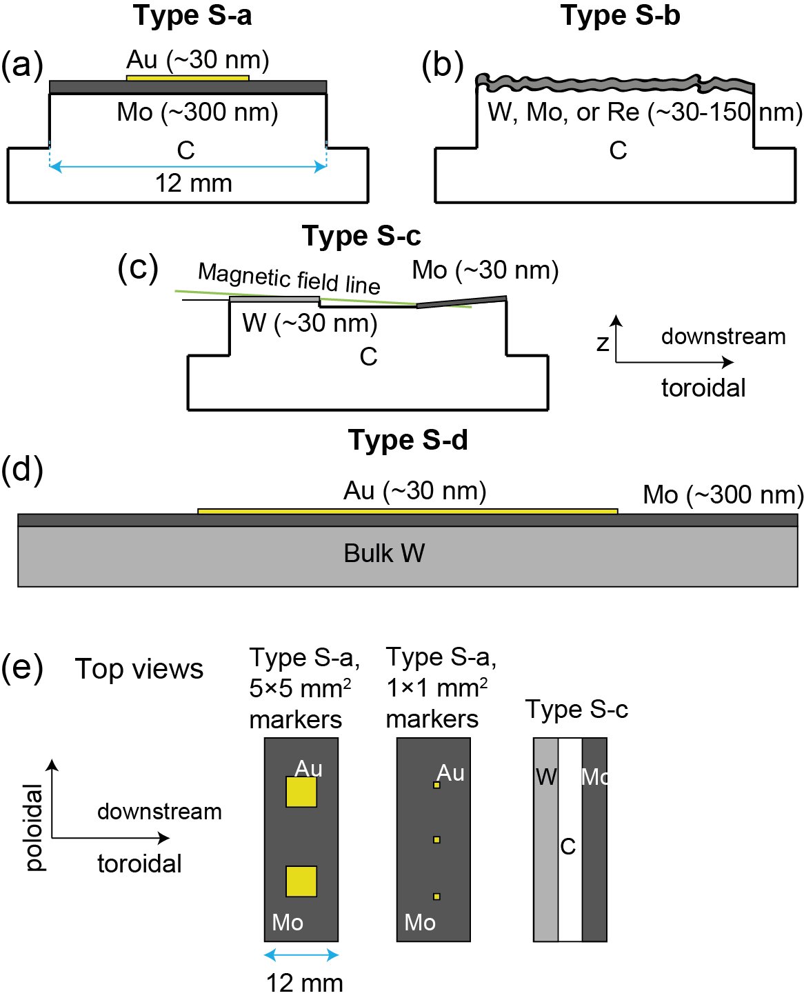 Type S-a
Type S-b
(a)
Au (~30 nm)
Mo (~300 nm)
C
12 mm
(b)
W, Mo, or Re (~30-150 nm)
C
Type S-c
(c)
Magnetic field line
Mo (~30 nm)
W (~30 nm)
C
z
downstream
toroidal
Type S-d
(d)
Au (~30 nm)
Mo (~300 nm)
Bulk W
(e)
Top views
Type S-a,
5×5 mm²
markers
Type S-a,
1×1 mm²
markers
Type S-c
poloidal
downstream
toroidal
Au
Mo
12 mm
Au
Mo
W
C
Mo